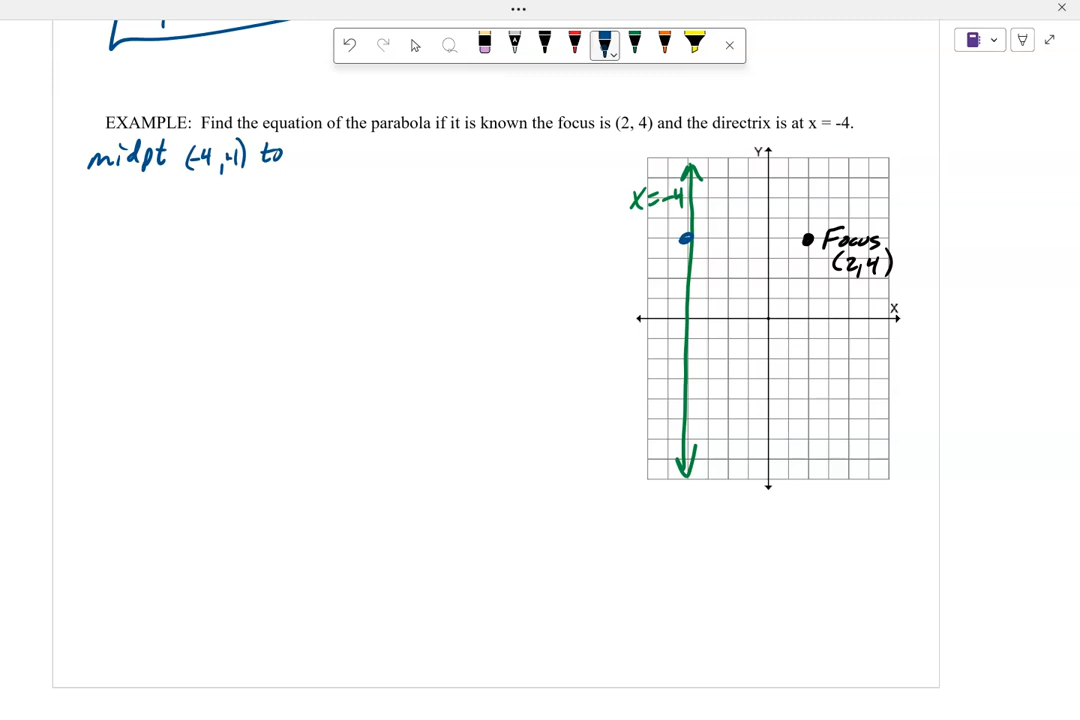 EXAMPLE: Find the equation of the parabola if it is known the focus is (2, 4) and the directrix is at x = -4.
midpt (-4, 4) to
Y
x=-4
Focus
(2,4)
X